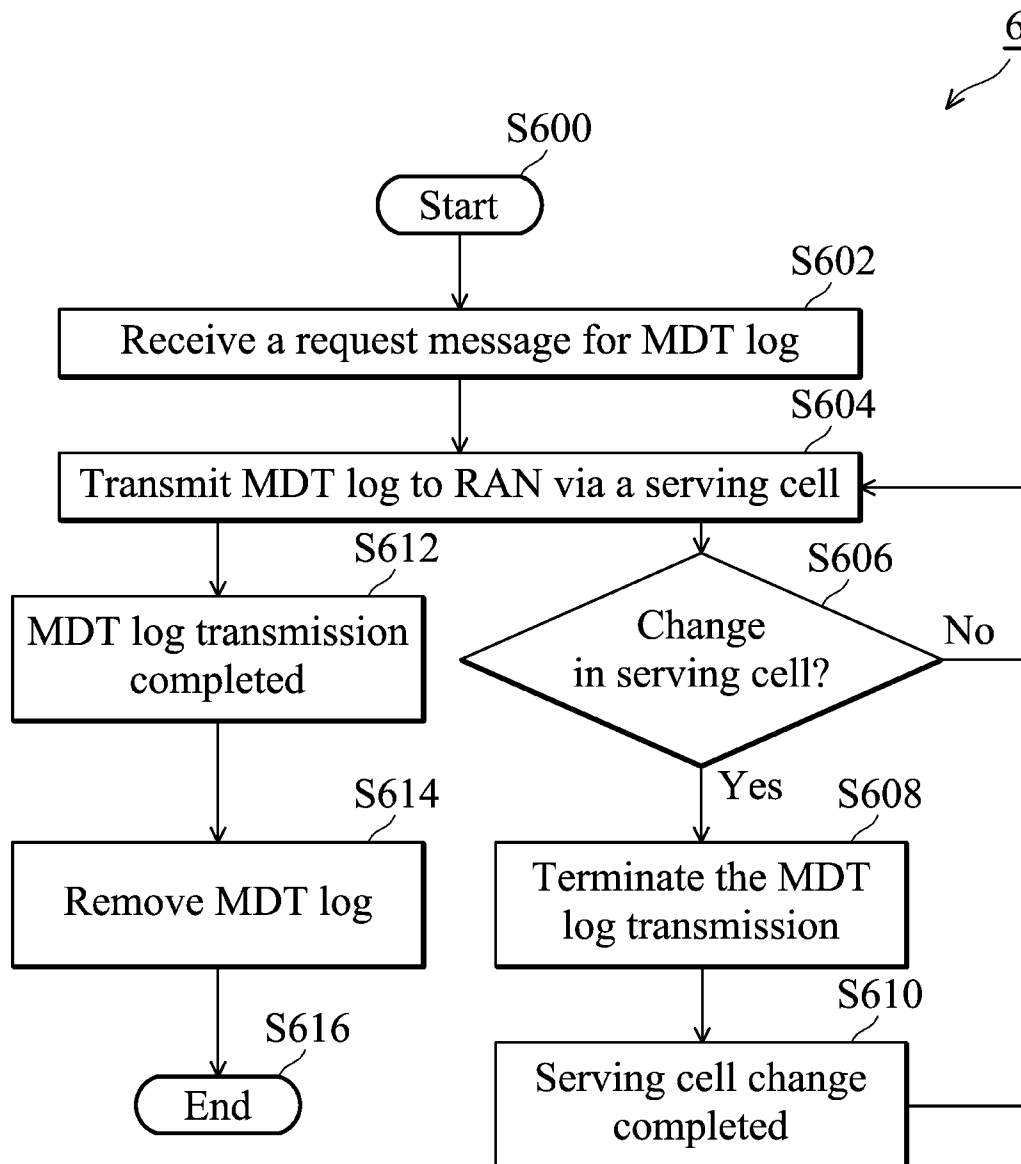 6
S600
Start
S602
Receive a request message for MDT log
S604
Transmit MDT log to RAN via a serving cell
S612
MDT log transmission
completed
S606
Change
in serving cell?
No
Yes
S614
Remove MDT log
S608
Terminate the MDT
log transmission
S616
End
S610
Serving cell change
completed